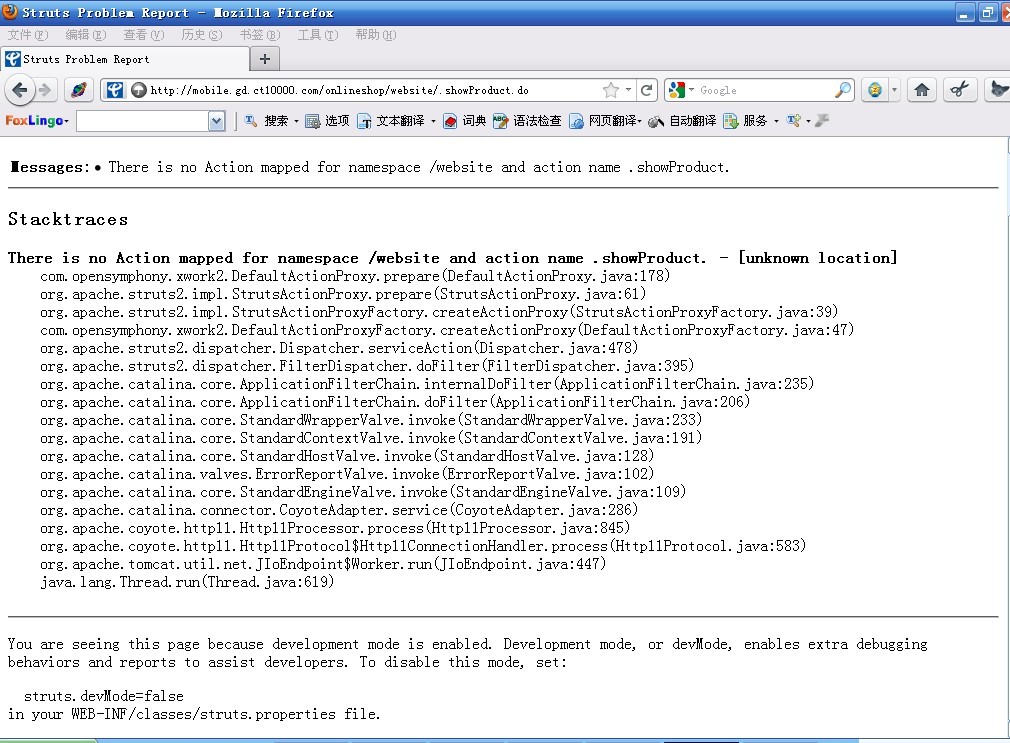 Struts Problem Report - Mozilla Firefox
文件(F) 编辑(E) 查看(V) 历史(S) 书签(B) 工具(T) 帮助(H)
Struts Problem Report +
http://mobile.gd.ct10000.com/onlineshop/website/.showProduct.do Google
FoxLingo 搜索 选项 文本翻译 词典 语法检查 网页翻译 自动翻译 服务
Messages: • There is no Action mapped for namespace /website and action name .showProduct.
Stacktraces
There is no Action mapped for namespace /website and action name .showProduct. - [unknown location]
com.opensymphony.xwork2.DefaultActionProxy.prepare(DefaultActionProxy.java:178)
org.apache.struts2.impl.StrutsActionProxy.prepare(StrutsActionProxy.java:61)
org.apache.struts2.impl.StrutsActionProxyFactory.createActionProxy(StrutsActionProxyFactory.java:39)
com.opensymphony.xwork2.DefaultActionProxyFactory.createActionProxy(DefaultActionProxyFactory.java:47)
org.apache.struts2.dispatcher.Dispatcher.serviceAction(Dispatcher.java:478)
org.apache.struts2.dispatcher.FilterDispatcher.doFilter(FilterDispatcher.java:395)
org.apache.catalina.core.ApplicationFilterChain.internalDoFilter(ApplicationFilterChain.java:235)
org.apache.catalina.core.ApplicationFilterChain.doFilter(ApplicationFilterChain.java:206)
org.apache.catalina.core.StandardWrapperValve.invoke(StandardWrapperValve.java:233)
org.apache.catalina.core.StandardContextValve.invoke(StandardContextValve.java:191)
org.apache.catalina.core.StandardHostValve.invoke(StandardHostValve.java:128)
org.apache.catalina.valves.ErrorReportValve.invoke(ErrorReportValve.java:102)
org.apache.catalina.core.StandardEngineValve.invoke(StandardEngineValve.java:109)
org.apache.catalina.connector.CoyoteAdapter.service(CoyoteAdapter.java:286)
org.apache.coyote.http11.Http11Processor.process(Http11Processor.java:845)
org.apache.coyote.http11.Http11Protocol$Http11ConnectionHandler.process(Http11Protocol.java:583)
org.apache.tomcat.util.net.JIoEndpoint$Worker.run(JIoEndpoint.java:447)
java.lang.Thread.run(Thread.java:619)
You are seeing this page because development mode is enabled. Development mode, or devMode, enables extra debugging
behaviors and reports to assist developers. To disable this mode, set:
struts.devMode=false
in your WEB-INF/classes/struts.properties file.